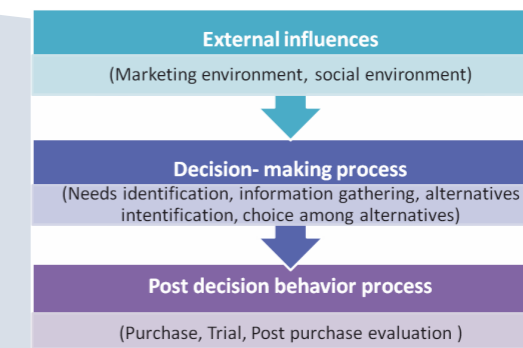 External influences
(Marketing environment, social environment)
Decision- making process
(Needs identification, information gathering, alternatives
intentification, choice among alternatives)
Post decision behavior process
(Purchase, Trial, Post purchase evaluation )